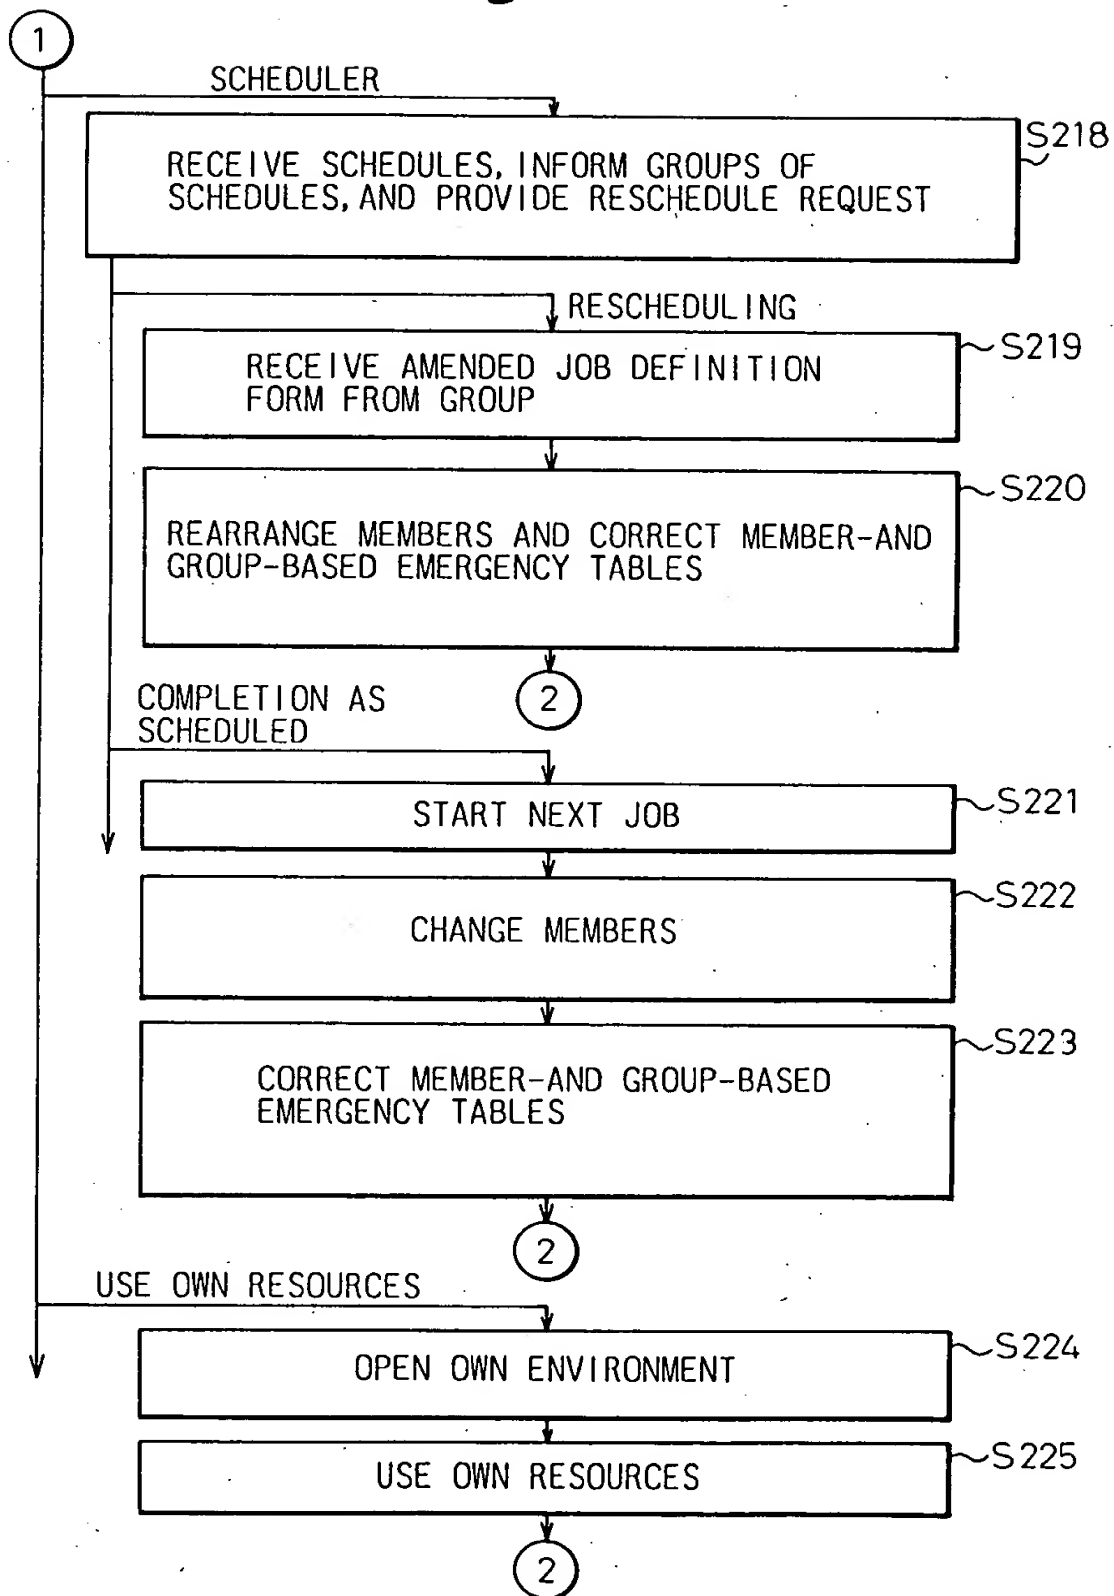 1
SCHEDULER
S218
RECEIVE SCHEDULES, INFORM GROUPS OF
SCHEDULES, AND PROVIDE RESCHEDULE REQUEST
RESCHEDULING
S219
RECEIVE AMENDED JOB DEFINITION
FORM FROM GROUP
S220
REARRANGE MEMBERS AND CORRECT MEMBER-AND
GROUP-BASED EMERGENCY TABLES
2
COMPLETION AS
SCHEDULED
S221
START NEXT JOB
S222
CHANGE MEMBERS
S223
CORRECT MEMBER-AND GROUP-BASED
EMERGENCY TABLES
2
USE OWN RESOURCES
S224
OPEN OWN ENVIRONMENT
S225
USE OWN RESOURCES
2